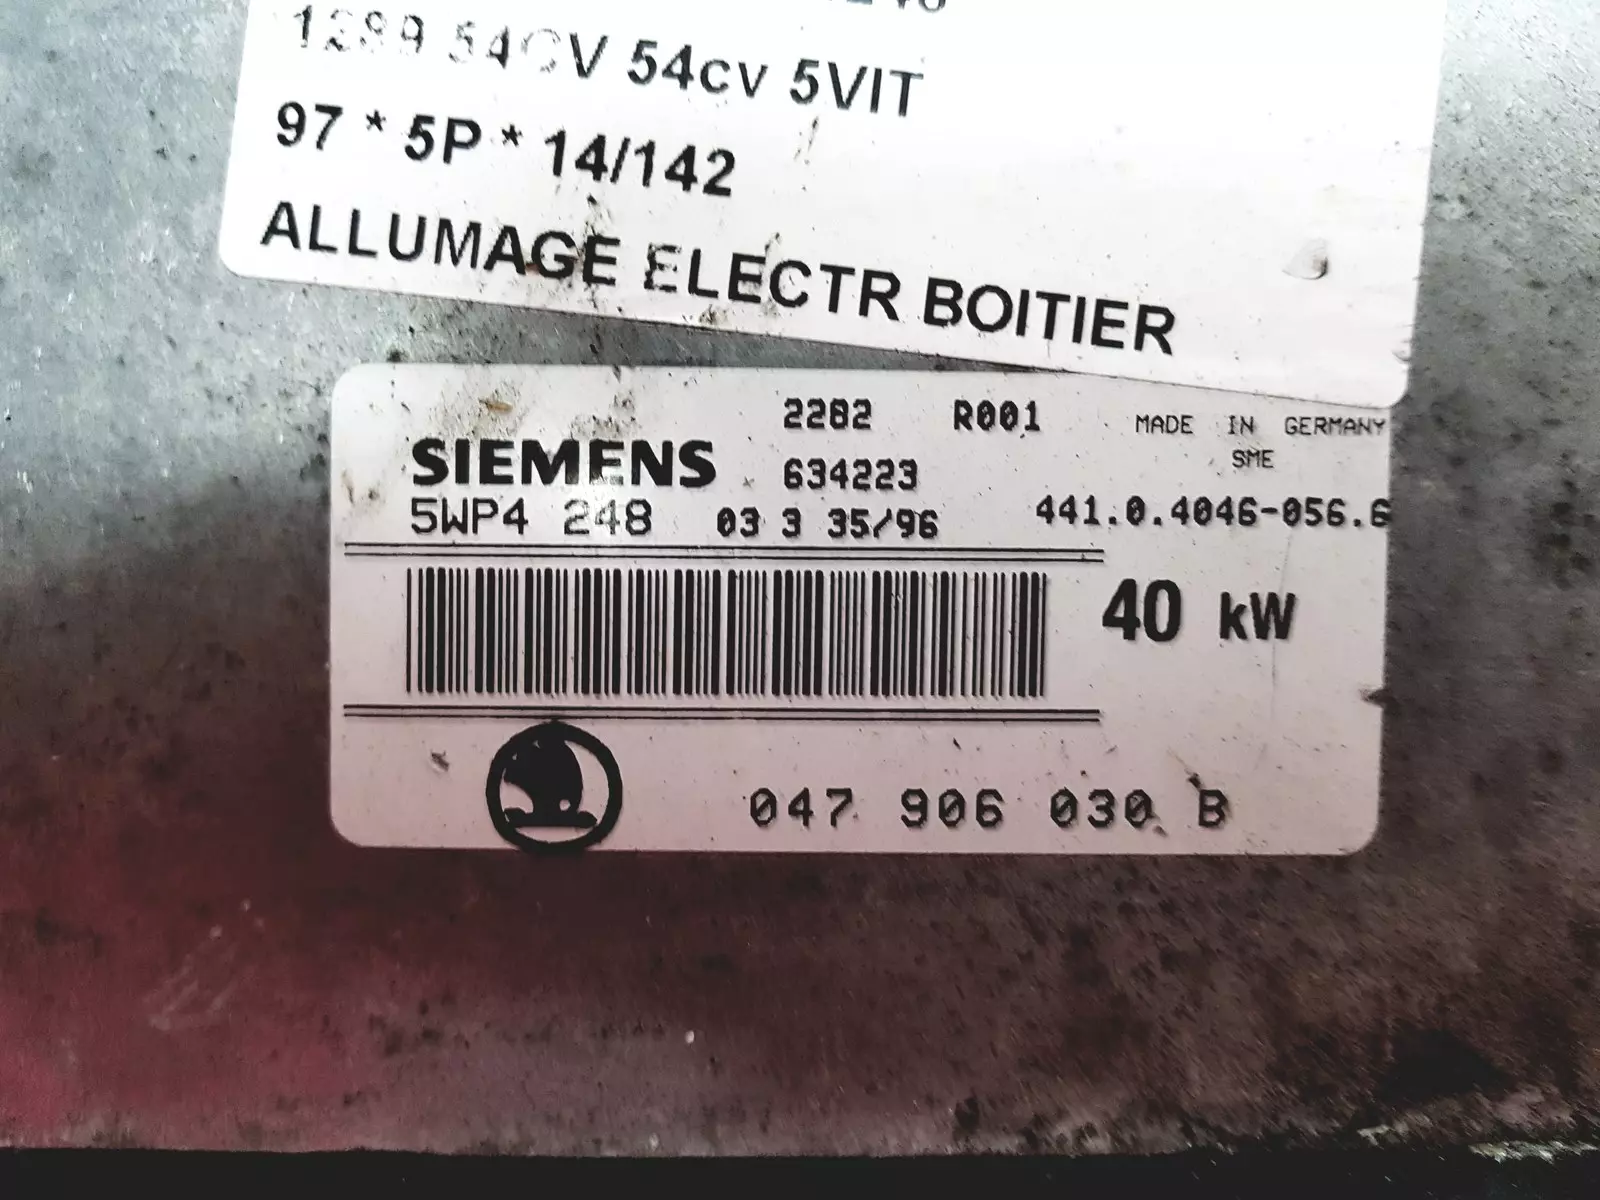 1289 54CV 54cv 5VIT
97 * 5P * 14/142
ALLUMAGE ELECTR BOITIER
2282 R001 MADE IN GERMANY
SIEMENS 634223 SME
5WP4 248 03 3 35/96 441.0.4046-056.6
40 kW
047 906 030 B